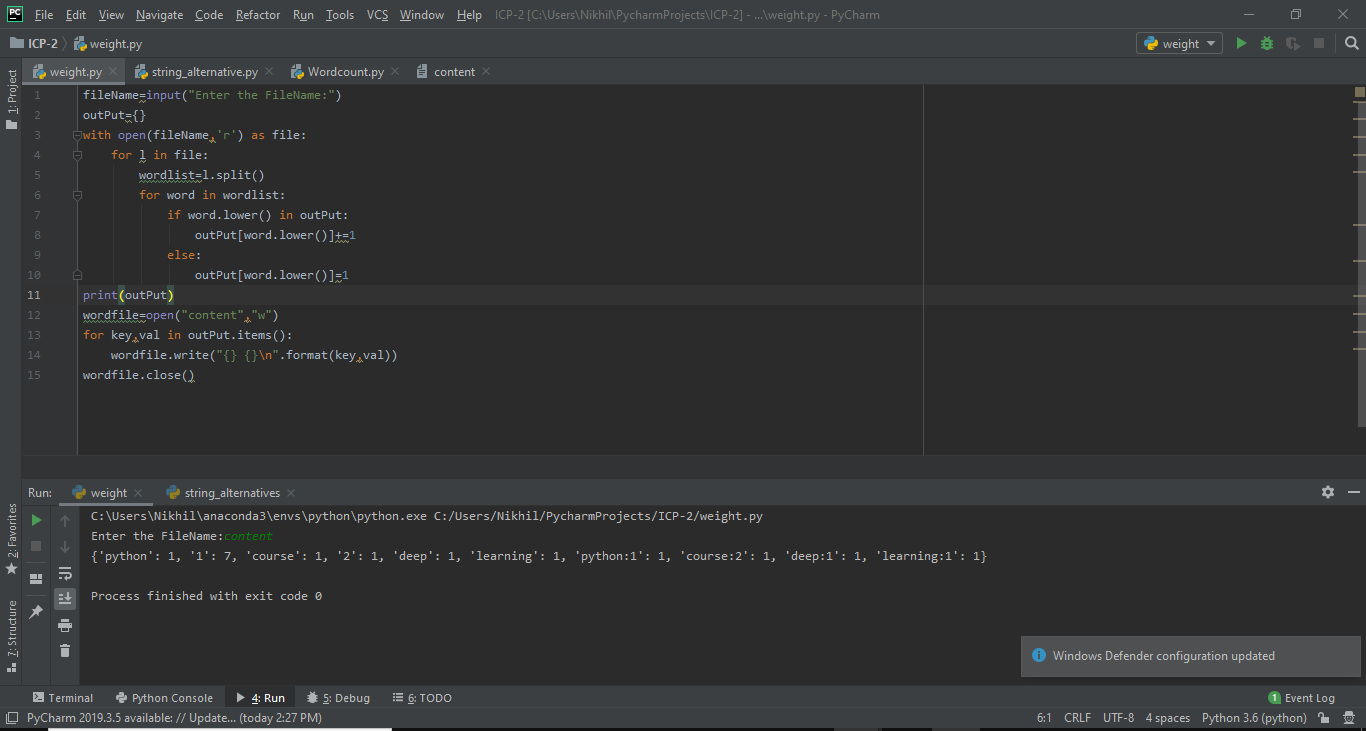 PC File Edit View Navigate Code Refactor Run Tools VCS Window Help ICP-2 [C:\Users\Nikhil\PycharmProjects\ICP-2] - ...\weight.py - PyCharm
ICP-2 weight.py weight
weight.py string_alternative.py Wordcount.py content
1: Project
1 fileName=input("Enter the FileName:")
2 outPut={}
3 with open(fileName,'r') as file:
4     for l in file:
5         wordlist=l.split()
6         for word in wordlist:
7             if word.lower() in outPut:
8                 outPut[word.lower()]+=1
9             else:
10                 outPut[word.lower()]=1
11 print(outPut)
12 wordfile=open("content","w")
13 for key,val in outPut.items():
14     wordfile.write("{} {}\n".format(key,val))
15 wordfile.close()
Run: weight string_alternatives
2: Favorites
7: Structure
C:\Users\Nikhil\anaconda3\envs\python\python.exe C:/Users/Nikhil/PycharmProjects/ICP-2/weight.py
Enter the FileName:content
{'python': 1, '1': 7, 'course': 1, '2': 1, 'deep': 1, 'learning': 1, 'python:1': 1, 'course:2': 1, 'deep:1': 1, 'learning:1': 1}
Process finished with exit code 0
Windows Defender configuration updated
Terminal Python Console 4: Run 5: Debug 6: TODO 1 Event Log
PyCharm 2019.3.5 available: // Update... (today 2:27 PM) 6:1 CRLF UTF-8 4 spaces Python 3.6 (python)